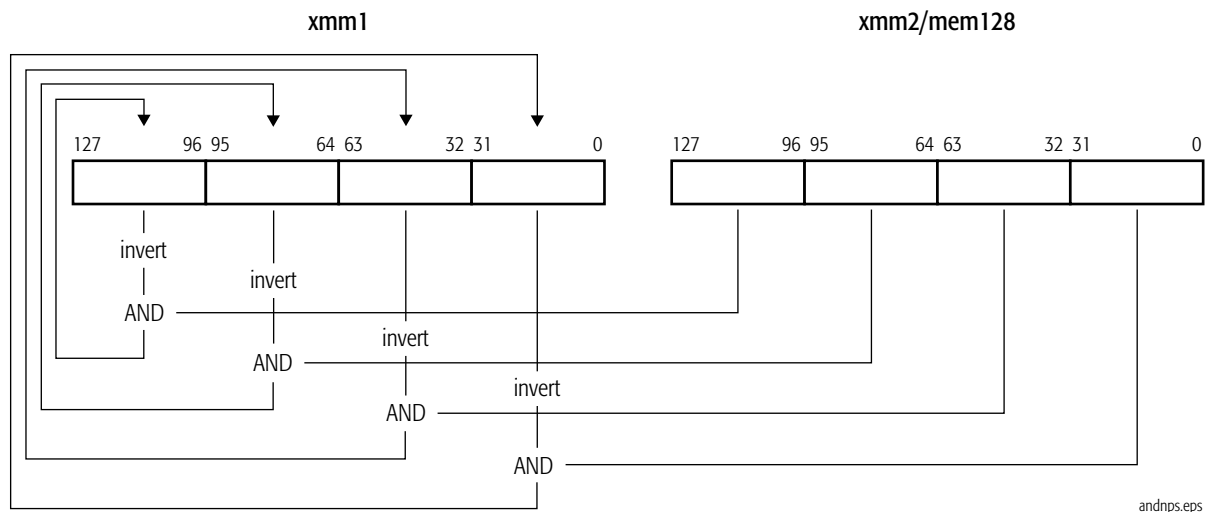 xmm1 xmm2/mem128
127 96 95 64 63 32 31 0 127 96 95 64 63 32 31 0
invert
invert
AND
invert
AND
invert
AND
AND
andnps.eps